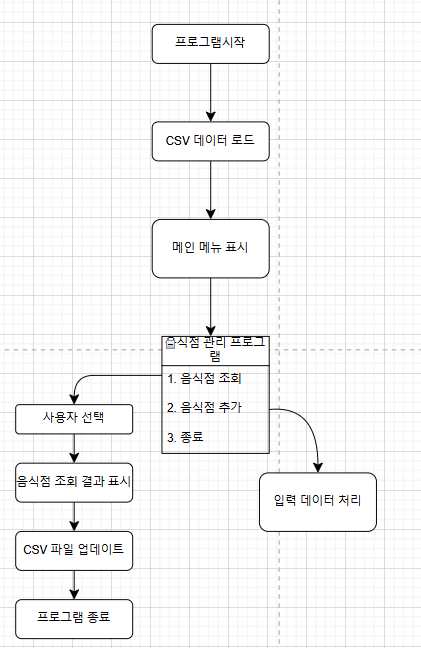 프로그램시작
CSV 데이터 로드
메인 메뉴 표시
음식점 관리 프로그
램
1. 음식점 조회
2. 음식점 추가
3. 종료
사용자 선택
음식점 조회 결과 표시
CSV 파일 업데이트
프로그램 종료
입력 데이터 처리